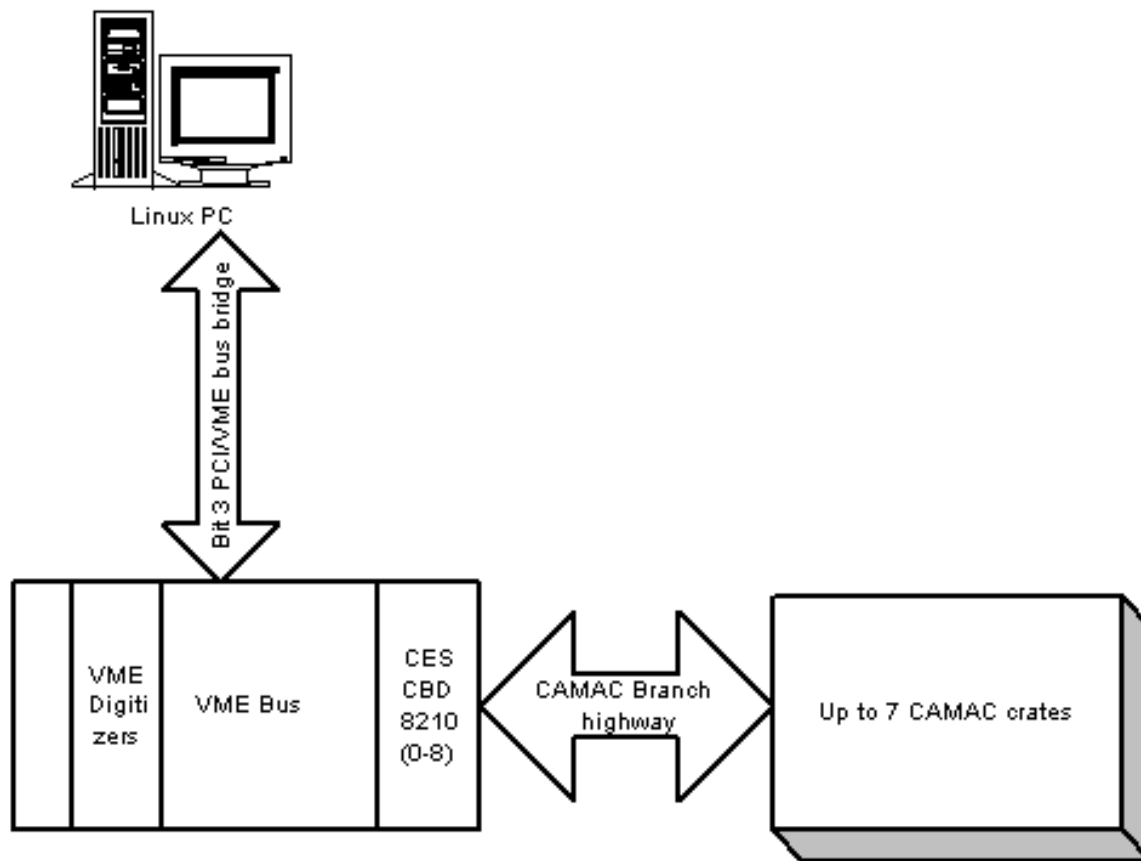 Linux PC
Bit 3 PCI/VME bus bridge
VME
Digiti
zers
VME Bus
CES
CBD
8210
(0-8)
CAMAC Branch
highway
Up to 7 CAMAC crates